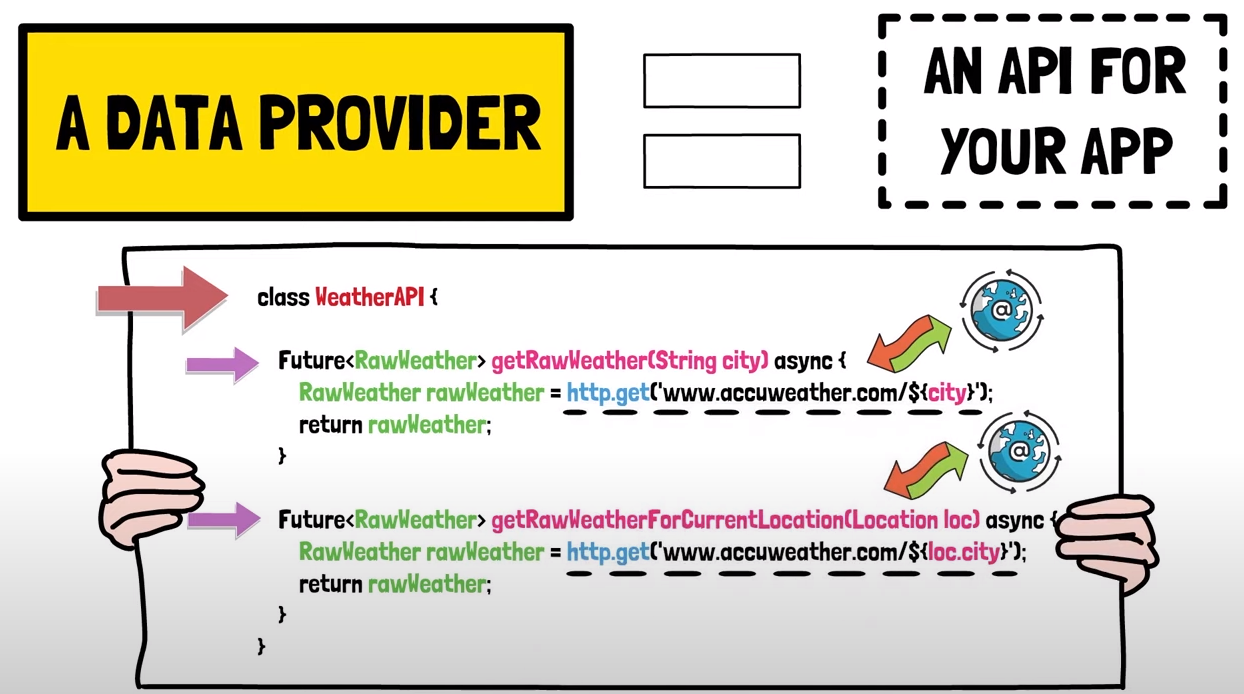 A DATA PROVIDER
AN API FOR
YOUR APP
class WeatherAPI {
@
Future<RawWeather> getRawWeather(String city) async {
RawWeather rawWeather = http.get('www.accuweather.com/${city}');
return rawWeather;
}
@
Future<RawWeather> getRawWeatherForCurrentLocation(Location loc) async {
RawWeather rawWeather = http.get('www.accuweather.com/${loc.city}');
return rawWeather;
}
}